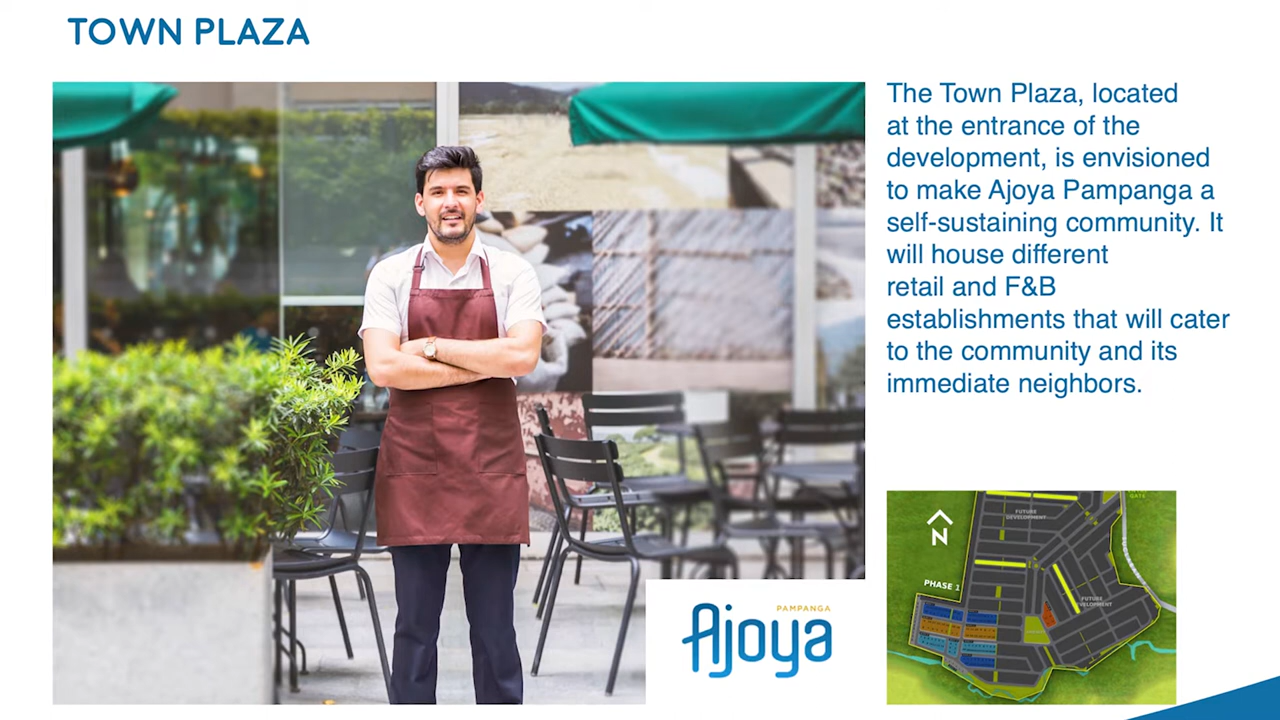 TOWN PLAZA
The Town Plaza, located
at the entrance of the
development, is envisioned
to make Ajoya Pampanga a
self-sustaining community. It
will house different
retail and F&B
establishments that will cater
to the community and its
immediate neighbors.
PAMPANGA
Ajoya
GATE
FUTURE
DEVELOPMENT
N
PHASE 1
FUTURE
DEVELOPMENT